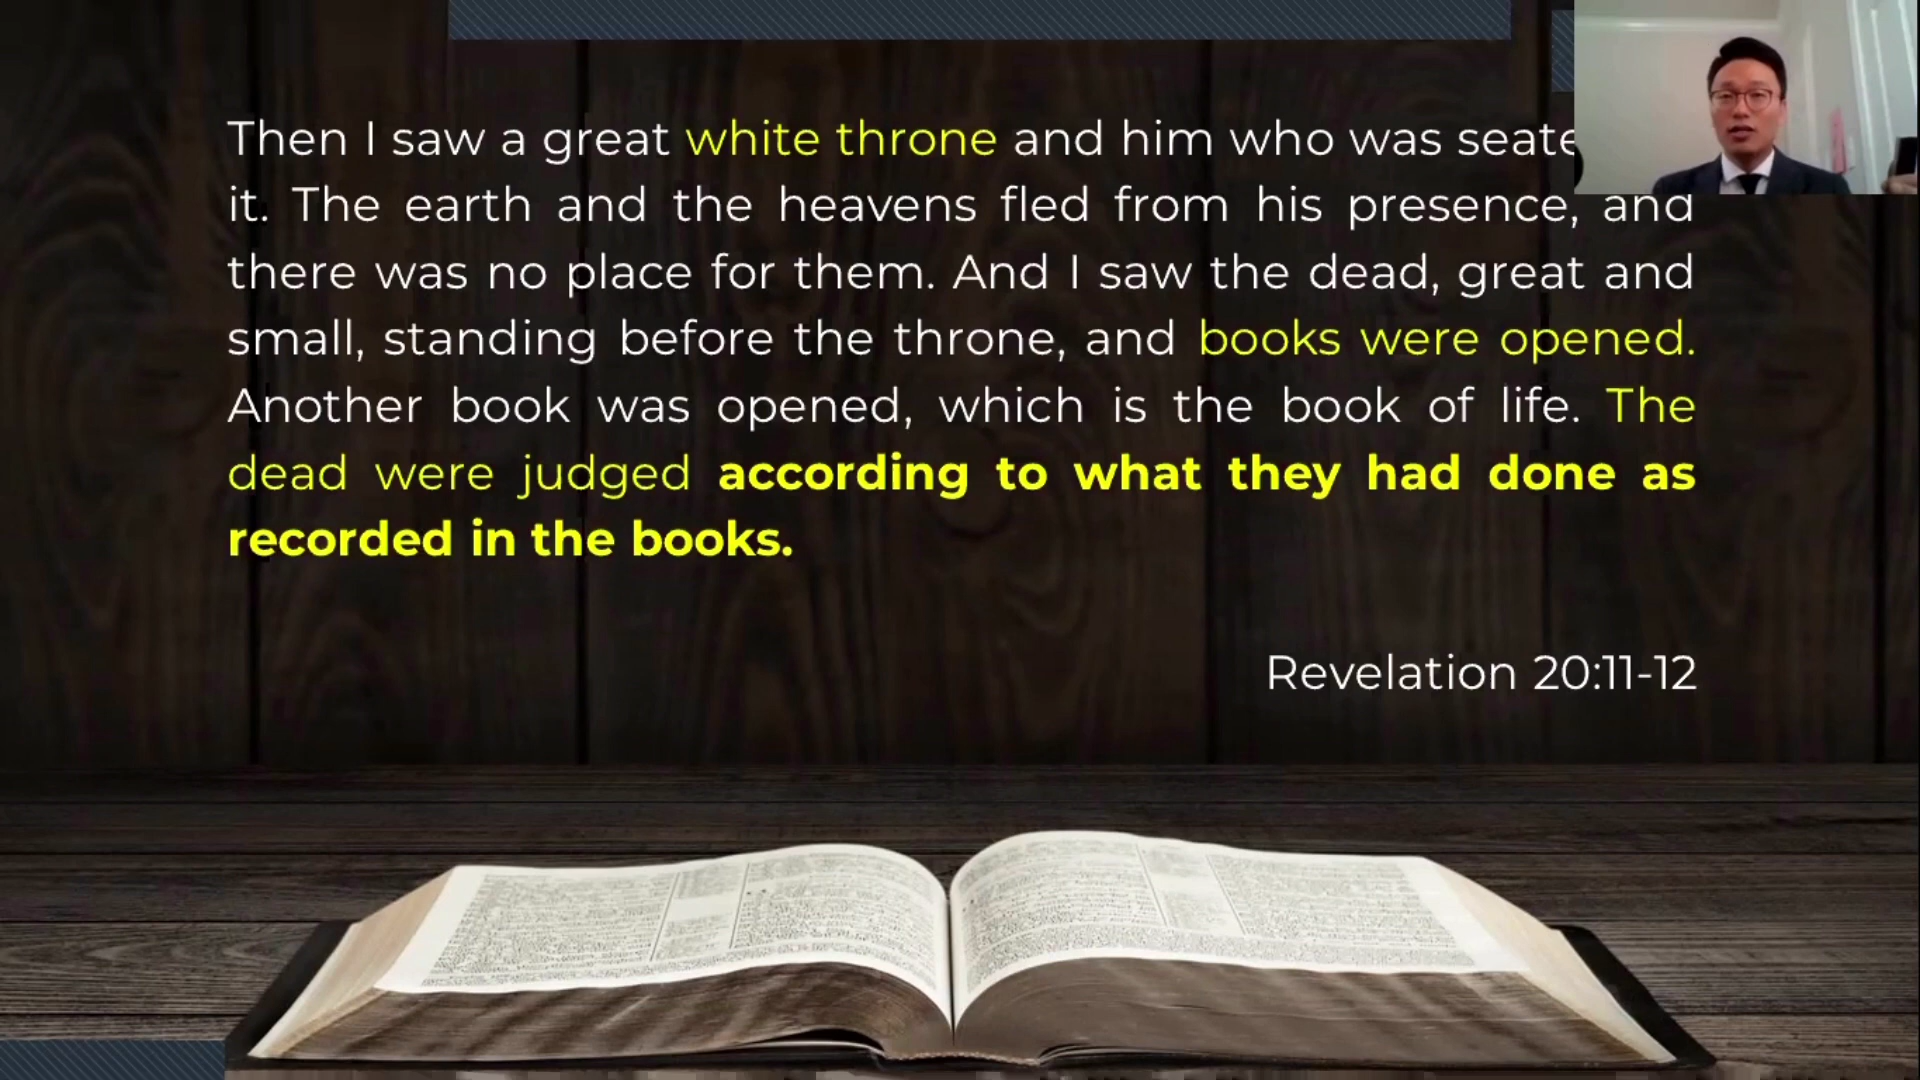 Then I saw a great white throne and him who was seate
it. The earth and the heavens fled from his presence, and
there was no place for them. And I saw the dead, great and
small, standing before the throne, and books were opened.
Another book was opened, which is the book of life. The
dead were judged according to what they had done as
recorded in the books.
Revelation 20:11-12